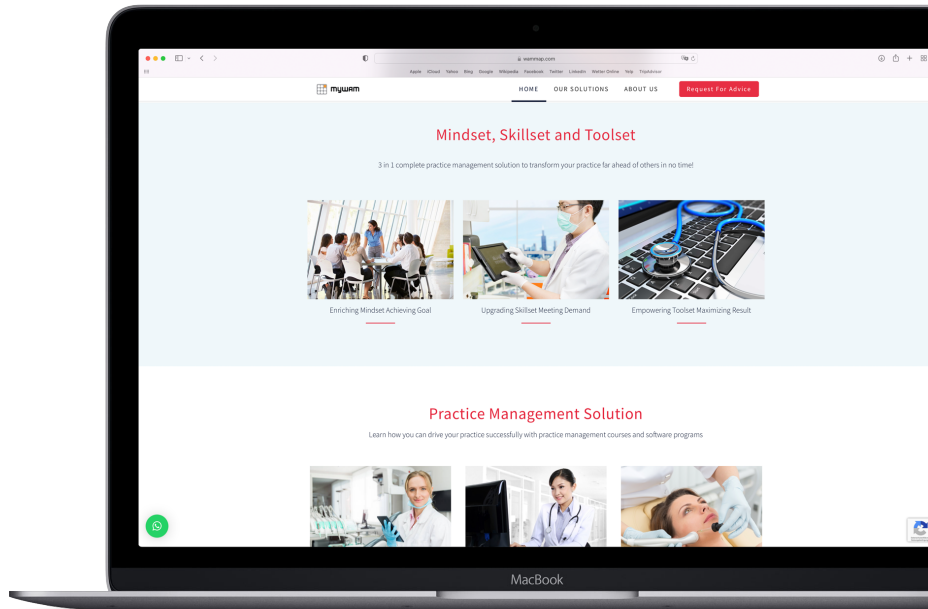 wammap.com
Apple iCloud Yahoo Bing Google Wikipedia Facebook Twitter LinkedIn Wetter Online Yelp TripAdvisor
mywam
HOME OUR SOLUTIONS ABOUT US Request For Advice
Mindset, Skillset and Toolset
3 in 1 complete practice management solution to transform your practice far ahead of others in no time!
Enriching Mindset Achieving Goal Upgrading Skillset Meeting Demand Empowering Toolset Maximizing Result
Practice Management Solution
Learn how you can drive your practice successfully with practice management courses and software programs
MacBook